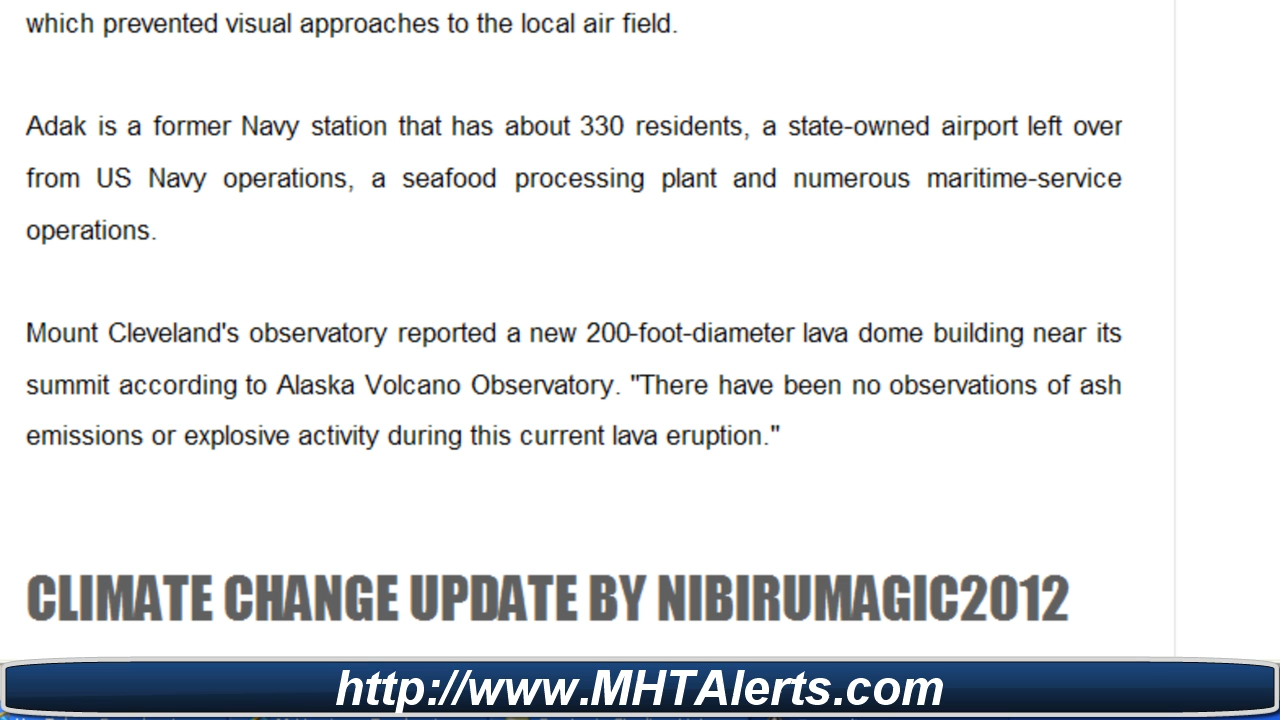 which prevented visual approaches to the local air field.
Adak is a former Navy station that has about 330 residents, a state-owned airport left over
from US Navy operations, a seafood processing plant and numerous maritime-service
operations.
Mount Cleveland's observatory reported a new 200-foot-diameter lava dome building near its
summit according to Alaska Volcano Observatory. "There have been no observations of ash
emissions or explosive activity during this current lava eruption."
CLIMATE CHANGE UPDATE BY NIBIRUMAGIC2012
http://www.MHTAlerts.com